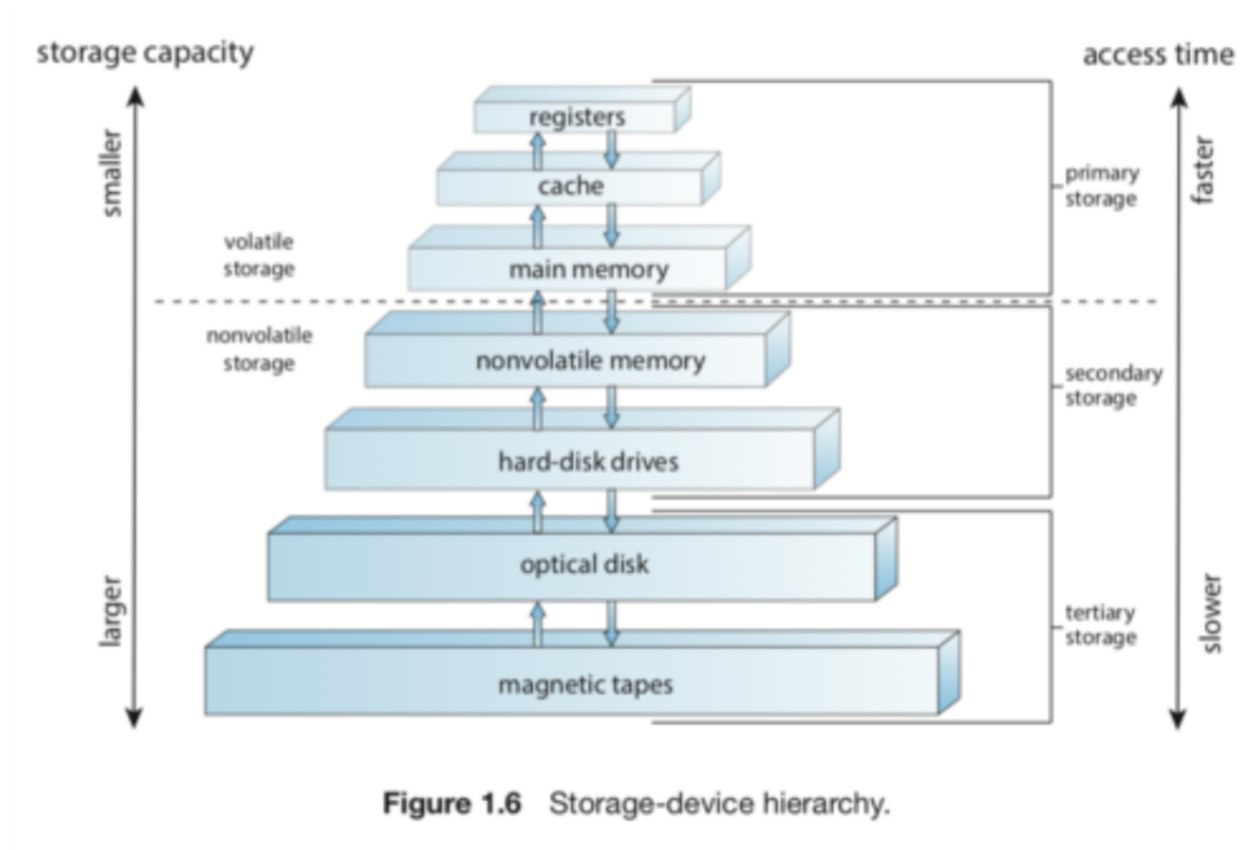 storage capacity
access time
smaller
faster
registers
cache
primary
storage
volatile
storage
main memory
nonvolatile
storage
nonvolatile memory
secondary
storage
hard-disk drives
optical disk
larger
slower
tertiary
storage
magnetic tapes
Figure 1.6 Storage-device hierarchy.